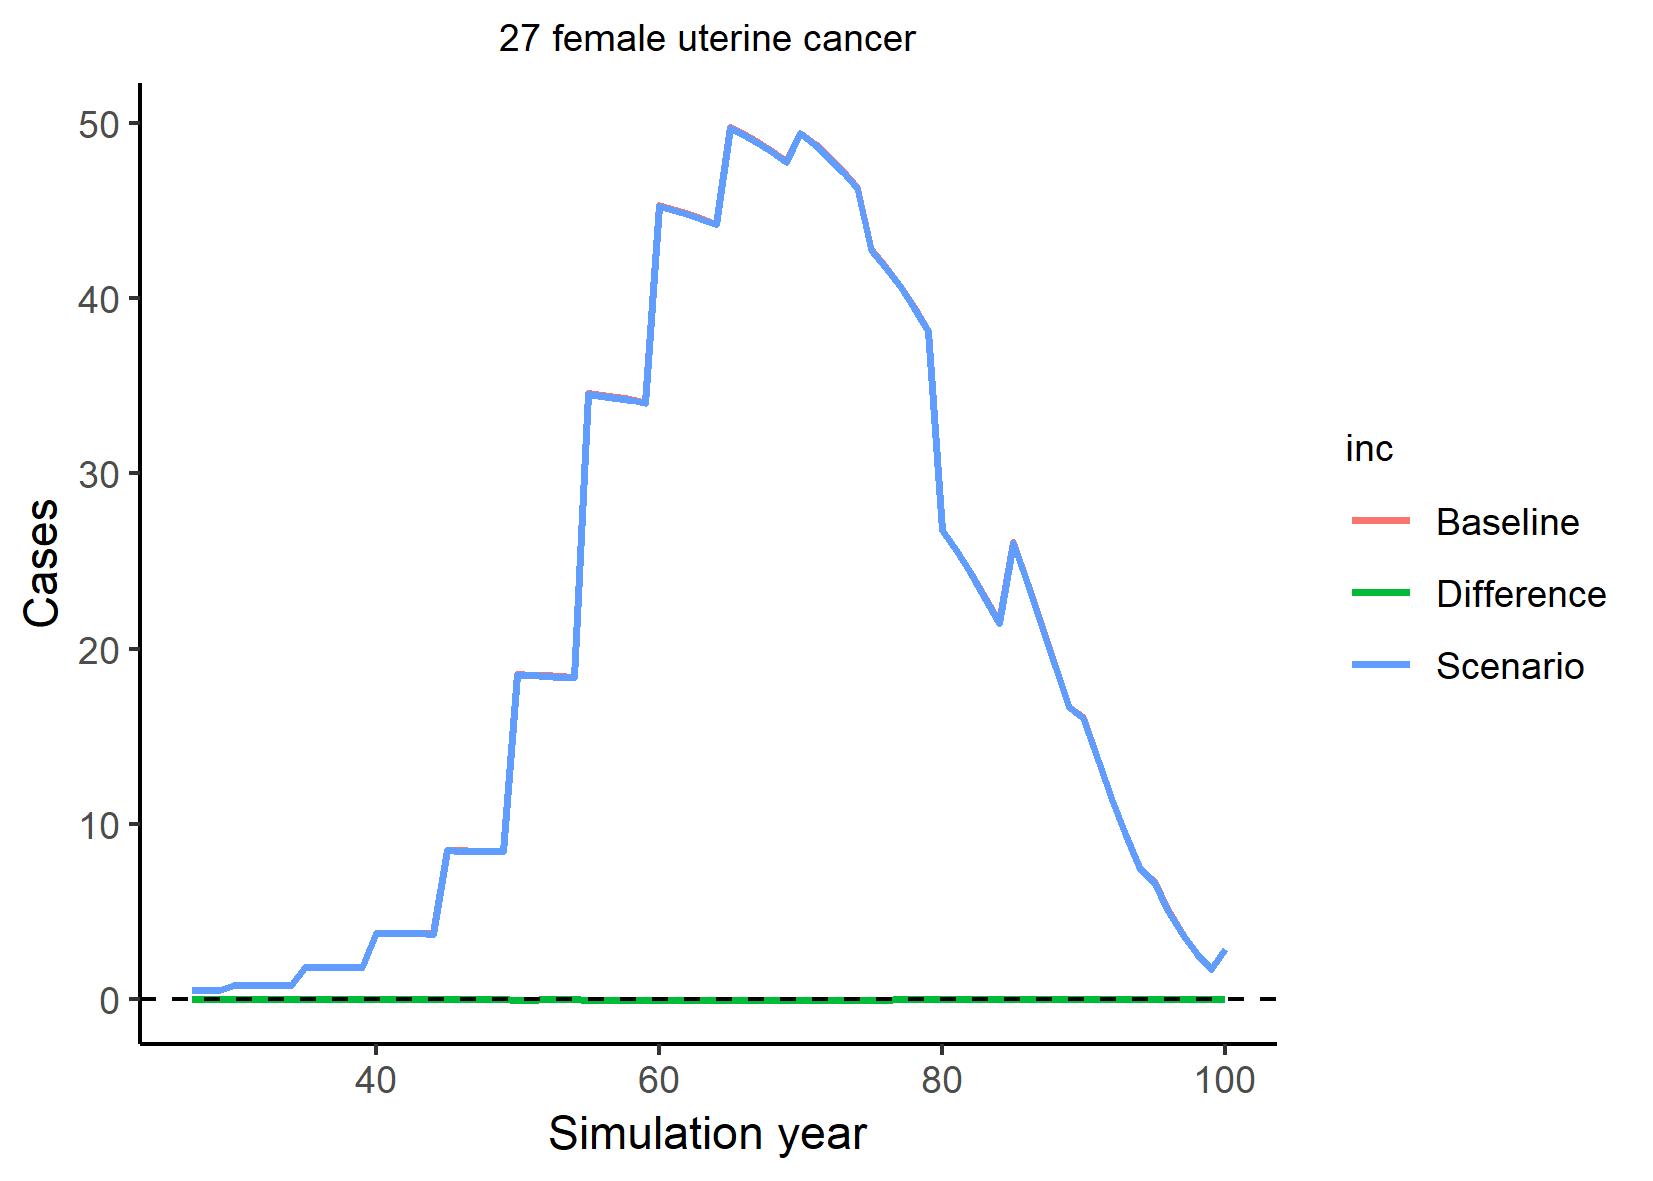 27 female uterine cancer
50
40
30
20
10
0
Cases
40 60 80 100
Simulation year
inc
Baseline
Difference
Scenario